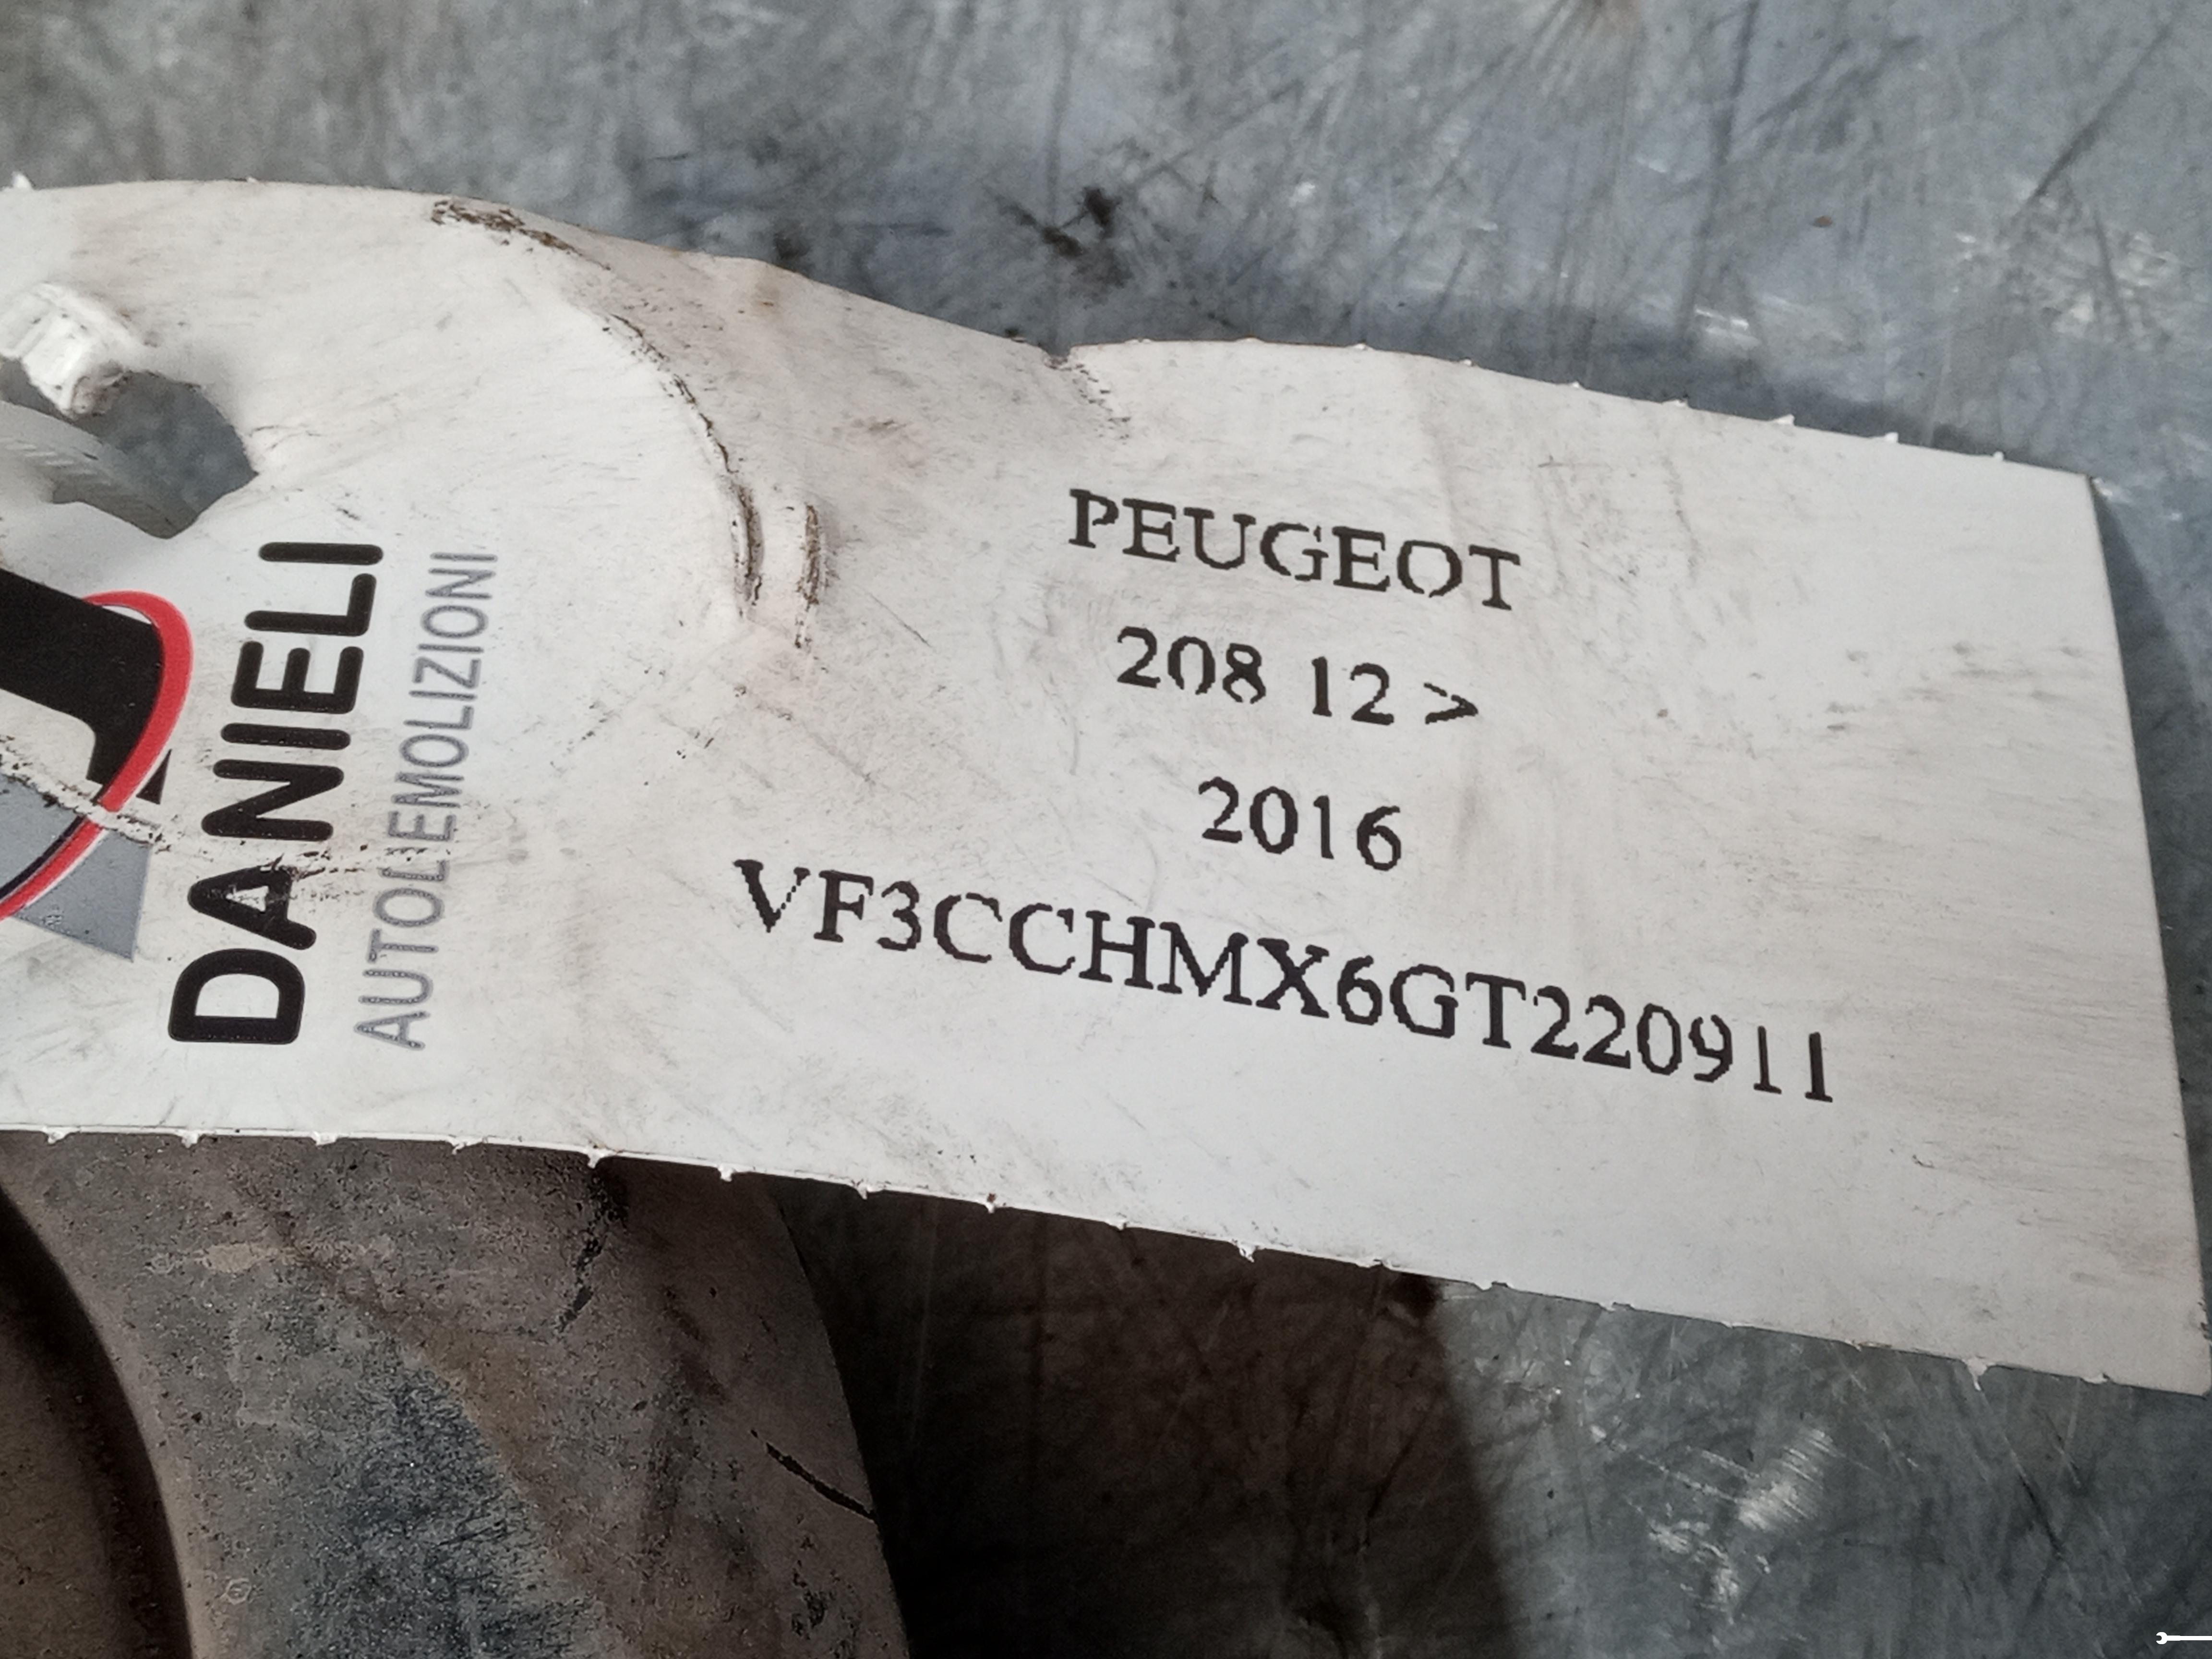 PEUGEOT
208 12 >
2016
VF3CCHMX6GT220911
DANIELI
AUTODEMOLIZIONI